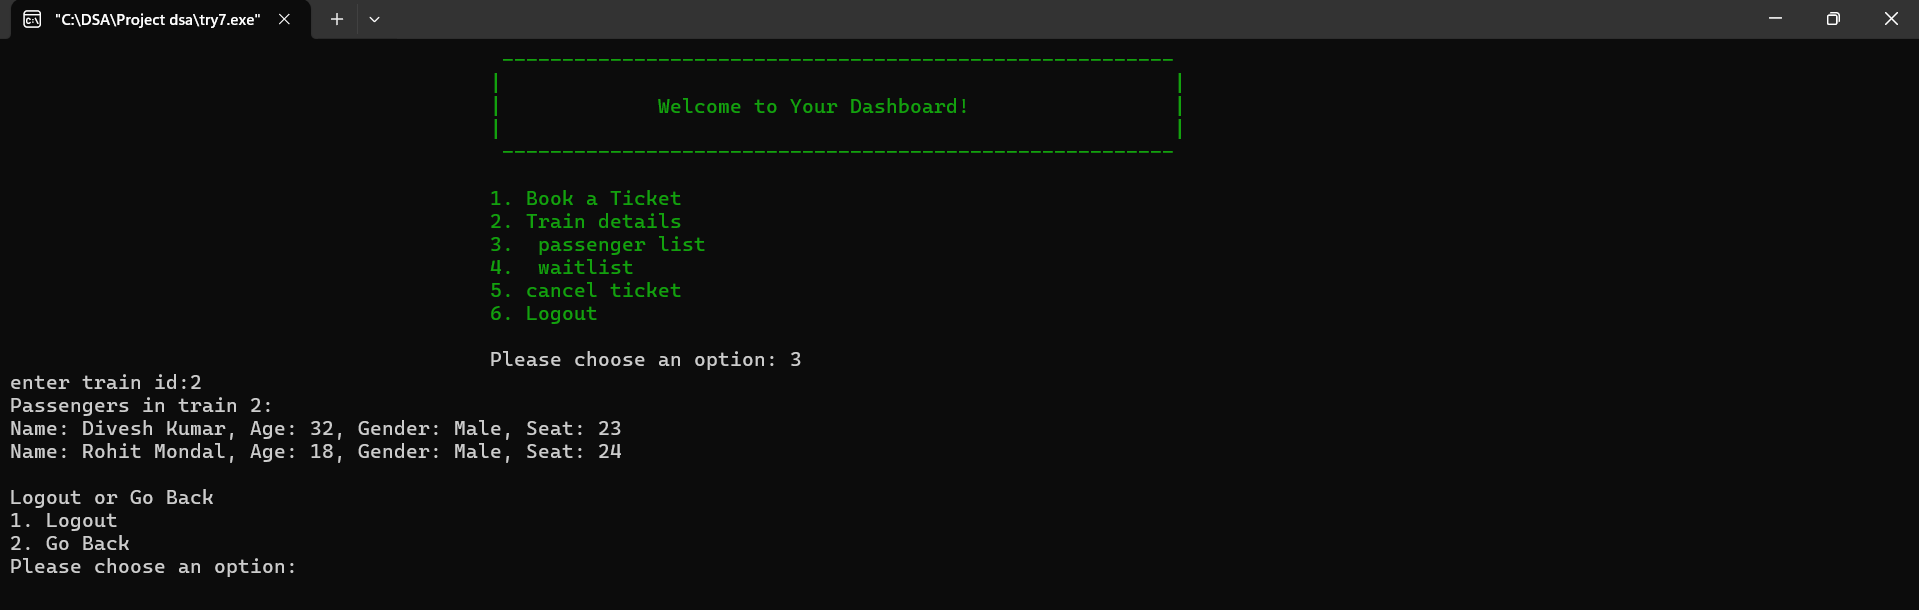 "C:\DSA\Project dsa\try7.exe"
Welcome to Your Dashboard!
1. Book a Ticket
2. Train details
3.  passenger list
4.  waitlist
5. cancel ticket
6. Logout
Please choose an option: 3
enter train id:2
Passengers in train 2:
Name: Divesh Kumar, Age: 32, Gender: Male, Seat: 23
Name: Rohit Mondal, Age: 18, Gender: Male, Seat: 24
Logout or Go Back
1. Logout
2. Go Back
Please choose an option: